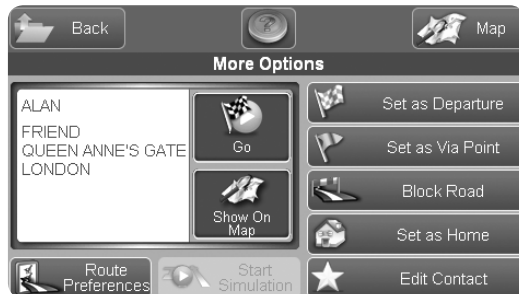 Back
Map
More Options
ALAN
FRIEND
QUEEN ANNE'S GATE
LONDON
Go
Show On
Map
Set as Departure
Set as Via Point
Block Road
Set as Home
Edit Contact
Route
Preferences
Start
Simulation